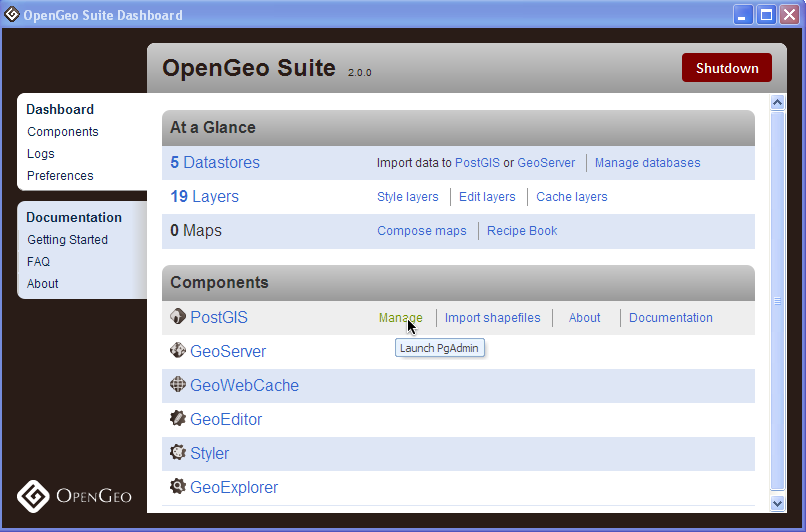 OpenGeo Suite Dashboard
OpenGeo Suite 2.0.0
Shutdown
Dashboard
Components
Logs
Preferences
Documentation
Getting Started
FAQ
About
At a Glance
5 Datastores Import data to PostGIS or GeoServer Manage databases
19 Layers Style layers Edit layers Cache layers
0 Maps Compose maps Recipe Book
Components
PostGIS Manage Import shapefiles About Documentation
Launch PgAdmin
GeoServer
GeoWebCache
GeoEditor
Styler
GeoExplorer
OPENGEO